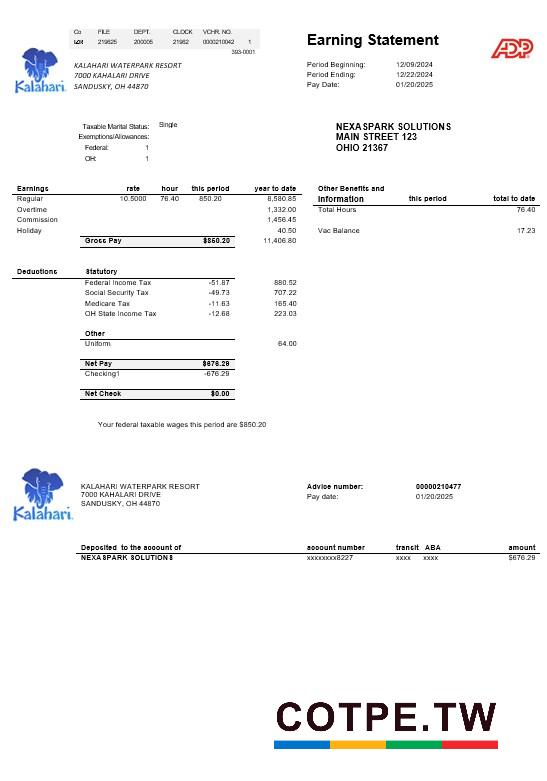 Co FILE DEPT. CLOCK VCHR. NO.
219625 200005 21962 0000210042 1
393-0001
Earning Statement
ADP
Kalahari.
KALAHARI WATERPARK RESORT
7000 KAHALARI DRIVE
SANDUSKY, OH 44870
Period Beginning: 12/09/2024
Period Ending: 12/22/2024
Pay Date: 01/20/2025
Taxable Marital Status: Single
Exemptions/Allowances:
Federal: 1
OH: 1
NEXASPARK SOLUTIONS
MAIN STREET 123
OHIO 21367
Earnings rate hour this period year to date
Regular 10.5000 76.40 850.20 8,580.85
Overtime 1,332.00
Commission 1,456.45
Holiday 40.50
Gross Pay $850.20 11,406.80
Other Benefits and
Information this period total to date
Total Hours 76.40
Vac Balance 17.23
Deductions Statutory
Federal Income Tax -51.87 880.52
Social Security Tax -49.73 707.22
Medicare Tax -11.63 165.40
OH State Income Tax -12.68 223.03
Other
Uniform 64.00
Net Pay $676.29
Checking1 -676.29
Net Check $0.00
Your federal taxable wages this period are $850.20
Kalahari.
KALAHARI WATERPARK RESORT
7000 KAHALARI DRIVE
SANDUSKY, OH 44870
Advice number: 00000210477
Pay date: 01/20/2025
Deposited to the account of account number transit ABA amount
NEXASPARK SOLUTIONS xxxxxxxx8227 xxxx xxxx $676.29
COTPE.TW